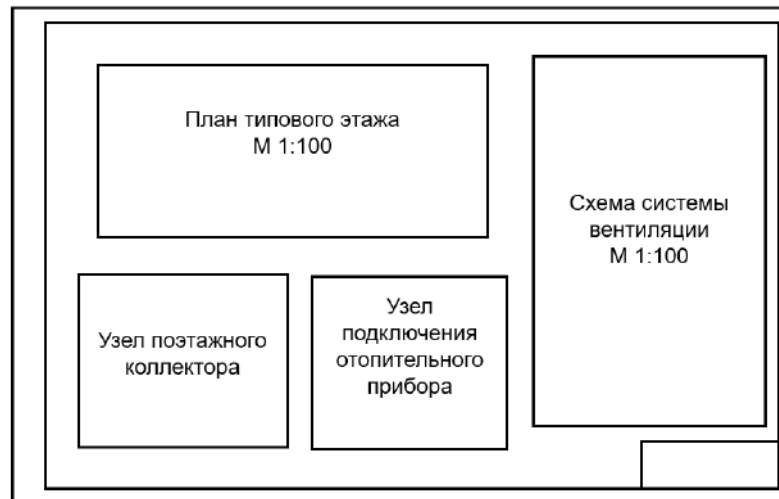 План типового этажа
М 1:100
Схема системы
вентиляции
М 1:100
Узел поэтажного
коллектора
Узел
подключения
отопительного
прибора